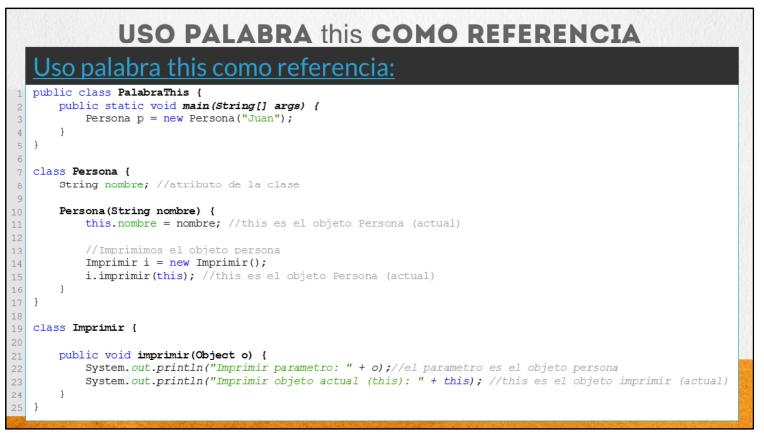 USO PALABRA this COMO REFERENCIA
Uso palabra this como referencia:
1 public class PalabraThis {
2     public static void main(String[] args) {
3         Persona p = new Persona("Juan");
4     }
5 }
6
7 class Persona {
8     String nombre; //atributo de la clase
9
10     Persona(String nombre) {
11         this.nombre = nombre; //this es el objeto Persona (actual)
12
13         //Imprimimos el objeto persona
14         Imprimir i = new Imprimir();
15         i.imprimir(this); //this es el objeto Persona (actual)
16     }
17 }
18
19 class Imprimir {
20
21     public void imprimir(Object o) {
22         System.out.println("Imprimir parametro: " + o);//el parametro es el objeto persona
23         System.out.println("Imprimir objeto actual (this): " + this); //this es el objeto imprimir (actual)
24     }
25 }